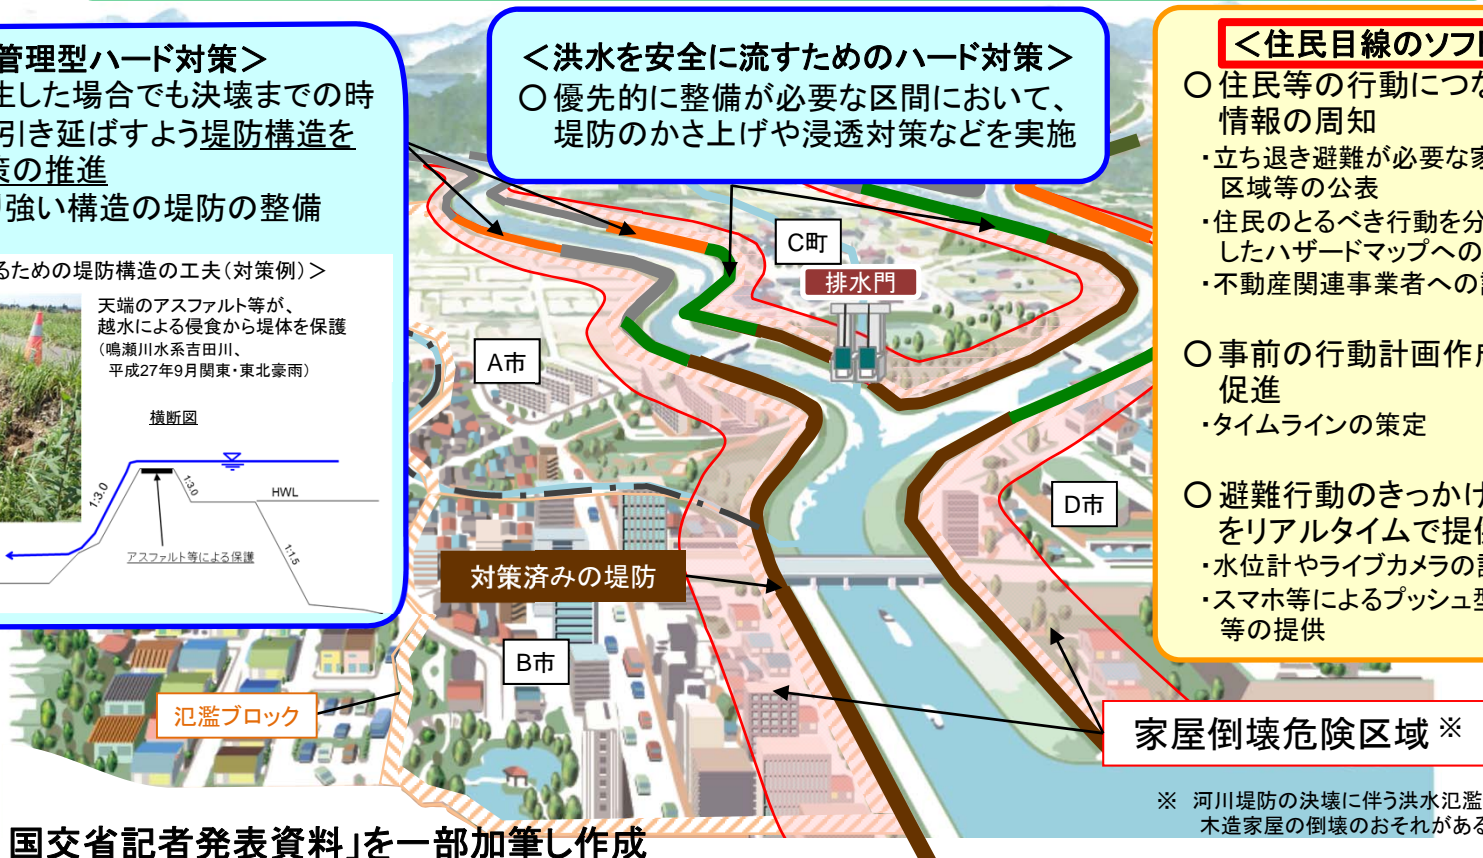 管理型ハード対策>
生した場合でも決壊までの時
引き延ばすよう堤防構造を
策の推進
り強い構造の堤防の整備
るための堤防構造の工夫(対策例)>
天端のアスファルト等が、
越水による侵食から堤体を保護
(鳴瀬川水系吉田川、
平成27年9月関東・東北豪雨)
横断図
1:3.0
1:3.0
HWL
1:1.5
アスファルト等による保護
<洪水を安全に流すためのハード対策>
○優先的に整備が必要な区間において、
堤防のかさ上げや浸透対策などを実施
<住民目線のソフ
○住民等の行動につな
情報の周知
・立ち退き避難が必要な家
区域等の公表
・住民のとるべき行動を分
したハザードマップへの
・不動産関連事業者への
○事前の行動計画作成
促進
・タイムラインの策定
○避難行動のきっかけ
をリアルタイムで提供
・水位計やライブカメラの設
・スマホ等によるプッシュ型
等の提供
C町
排水門
A市
D市
対策済みの堤防
B市
氾濫ブロック
家屋倒壊危険区域※
※ 河川堤防の決壊に伴う洪水氾濫
木造家屋の倒壊のおそれがある
国交省記者発表資料」を一部加筆し作成